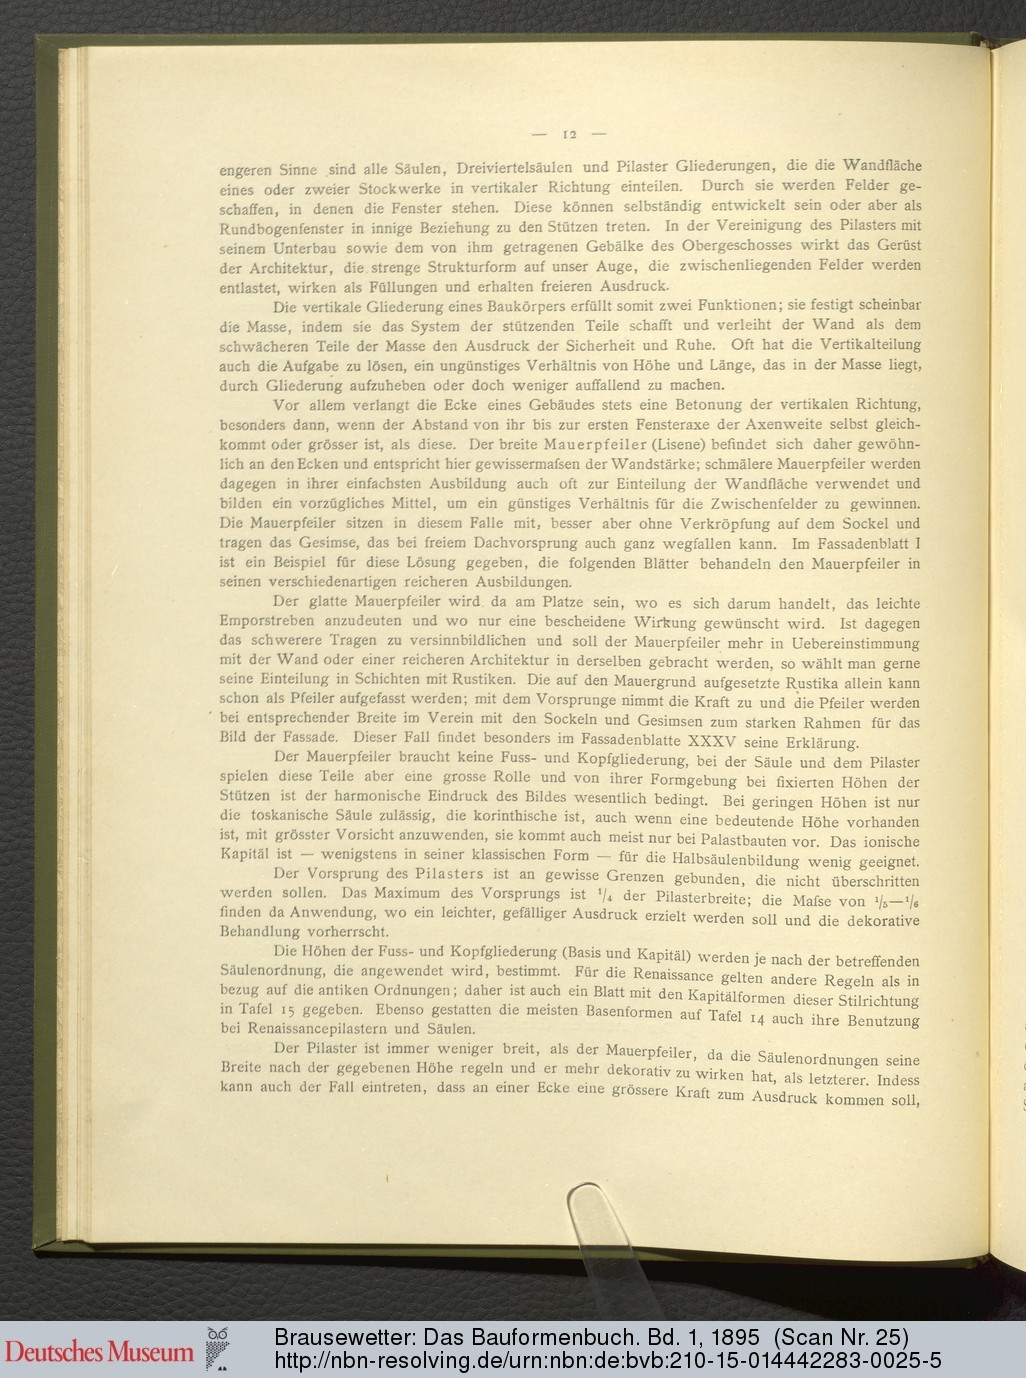 — 12 —
engeren Sinne sind alle Säulen, Dreiviertelsäulen und Pilaster Gliederungen, die die Wandfläche
eines oder zweier Stockwerke in vertikaler Richtung einteilen. Durch sie werden Felder ge-
schaffen, in denen die Fenster stehen. Diese können selbständig entwickelt sein oder aber als
Rundbogenfenster in innige Beziehung zu den Stützen treten. In der Vereinigung des Pilasters mit
seinem Unterbau sowie dem von ihm getragenen Gebälke des Obergeschosses wirkt das Gerüst
der Architektur, die strenge Strukturform auf unser Auge, die zwischenliegenden Felder werden
entlastet, wirken als Füllungen und erhalten freieren Ausdruck.
Die vertikale Gliederung eines Baukörpers erfüllt somit zwei Funktionen; sie festigt scheinbar
die Masse, indem sie das System der stützenden Teile schafft und verleiht der Wand als dem
schwächeren Teile der Masse den Ausdruck der Sicherheit und Ruhe. Oft hat die Vertikalteilung
auch die Aufgabe zu lösen, ein ungünstiges Verhältnis von Höhe und Länge, das in der Masse liegt,
durch Gliederung aufzuheben oder doch weniger auffallend zu machen.
Vor allem verlangt die Ecke eines Gebäudes stets eine Betonung der vertikalen Richtung,
besonders dann, wenn der Abstand von ihr bis zur ersten Fensteraxe der Axenweite selbst gleich-
kommt oder grösser ist, als diese. Der breite Mauerpfeiler (Lisene) befindet sich daher gewöhn-
lich an den Ecken und entspricht hier gewissermaſsen der Wandstärke; schmälere Mauerpfeiler werden
dagegen in ihrer einfachsten Ausbildung auch oft zur Einteilung der Wandfläche verwendet und
bilden ein vorzügliches Mittel, um ein günstiges Verhältnis für die Zwischenfelder zu gewinnen.
Die Mauerpfeiler sitzen in diesem Falle mit, besser aber ohne Verkröpfung auf dem Sockel und
tragen das Gesimse, das bei freiem Dachvorsprung auch ganz wegfallen kann. Im Fassadenblatt I
ist ein Beispiel für diese Lösung gegeben, die folgenden Blätter behandeln den Mauerpfeiler in
seinen verschiedenartigen reicheren Ausbildungen.
Der glatte Mauerpfeiler wird da am Platze sein, wo es sich darum handelt, das leichte
Emporstreben anzudeuten und wo nur eine bescheidene Wirkung gewünscht wird. Ist dagegen
das schwerere Tragen zu versinnbildlichen und soll der Mauerpfeiler mehr in Uebereinstimmung
mit der Wand oder einer reicheren Architektur in derselben gebracht werden, so wählt man gerne
seine Einteilung in Schichten mit Rustiken. Die auf den Mauergrund aufgesetzte Rustika allein kann
schon als Pfeiler aufgefasst werden; mit dem Vorsprunge nimmt die Kraft zu und die Pfeiler werden
bei entsprechender Breite im Verein mit den Sockeln und Gesimsen zum starken Rahmen für das
Bild der Fassade. Dieser Fall findet besonders im Fassadenblatte XXXV seine Erklärung.
Der Mauerpfeiler braucht keine Fuss- und Kopfgliederung, bei der Säule und dem Pilaster
spielen diese Teile aber eine grosse Rolle und von ihrer Formgebung bei fixierten Höhen der
Stützen ist der harmonische Eindruck des Bildes wesentlich bedingt. Bei geringen Höhen ist nur
die toskanische Säule zulässig, die korinthische ist, auch wenn eine bedeutende Höhe vorhanden
ist, mit grösster Vorsicht anzuwenden, sie kommt auch meist nur bei Palastbauten vor. Das ionische
Kapitäl ist — wenigstens in seiner klassischen Form — für die Halbsäulenbildung wenig geeignet.
Der Vorsprung des Pilasters ist an gewisse Grenzen gebunden, die nicht überschritten
werden sollen. Das Maximum des Vorsprungs ist ¹/₄ der Pilasterbreite; die Maſse von ¹/₅—¹/₆
finden da Anwendung, wo ein leichter, gefälliger Ausdruck erzielt werden soll und die dekorative
Behandlung vorherrscht.
Die Höhen der Fuss- und Kopfgliederung (Basis und Kapitäl) werden je nach der betreffenden
Säulenordnung, die angewendet wird, bestimmt. Für die Renaissance gelten andere Regeln als in
bezug auf die antiken Ordnungen; daher ist auch ein Blatt mit den Kapitälformen dieser Stilrichtung
in Tafel 15 gegeben. Ebenso gestatten die meisten Basenformen auf Tafel 14 auch ihre Benutzung
bei Renaissancepilastern und Säulen.
Der Pilaster ist immer weniger breit, als der Mauerpfeiler, da die Säulenordnungen seine
Breite nach der gegebenen Höhe regeln und er mehr dekorativ zu wirken hat, als letzterer. Indess
kann auch der Fall eintreten, dass an einer Ecke eine grössere Kraft zum Ausdruck kommen soll,
Deutsches Museum
Brausewetter: Das Bauformenbuch. Bd. 1, 1895 (Scan Nr. 25)
http://nbn-resolving.de/urn:nbn:de:bvb:210-15-014442283-0025-5